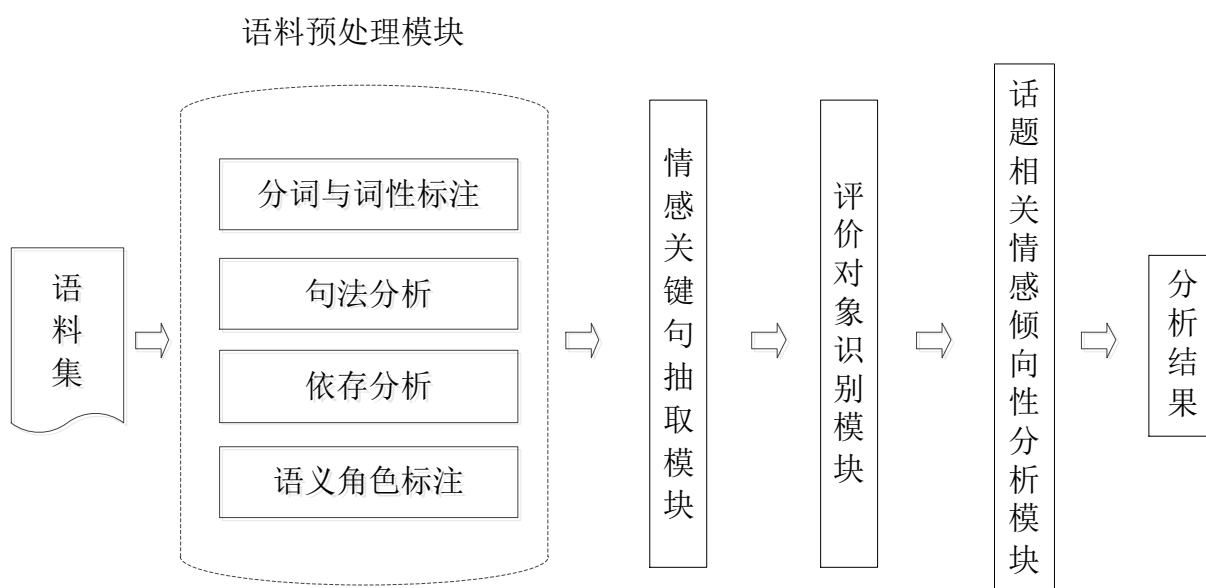 语料预处理模块
语料集
分词与词性标注
句法分析
依存分析
语义角色标注
情感关键句抽取模块
评价对象识别模块
话题相关情感倾向性分析模块
分析结果